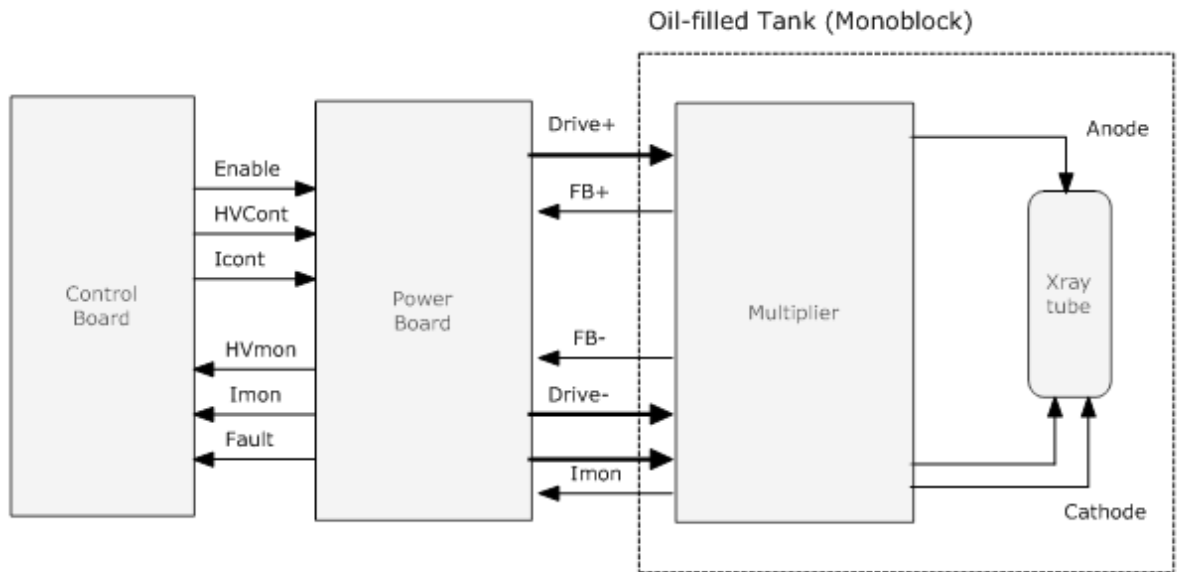 Oil-filled Tank (Monoblock)
Drive+
Anode
Enable
FB+
HVCont
Icont
Control
Board
Power
Board
Multiplier
Xray
tube
HVmon
FB-
Imon
Drive-
Fault
Imon
Cathode